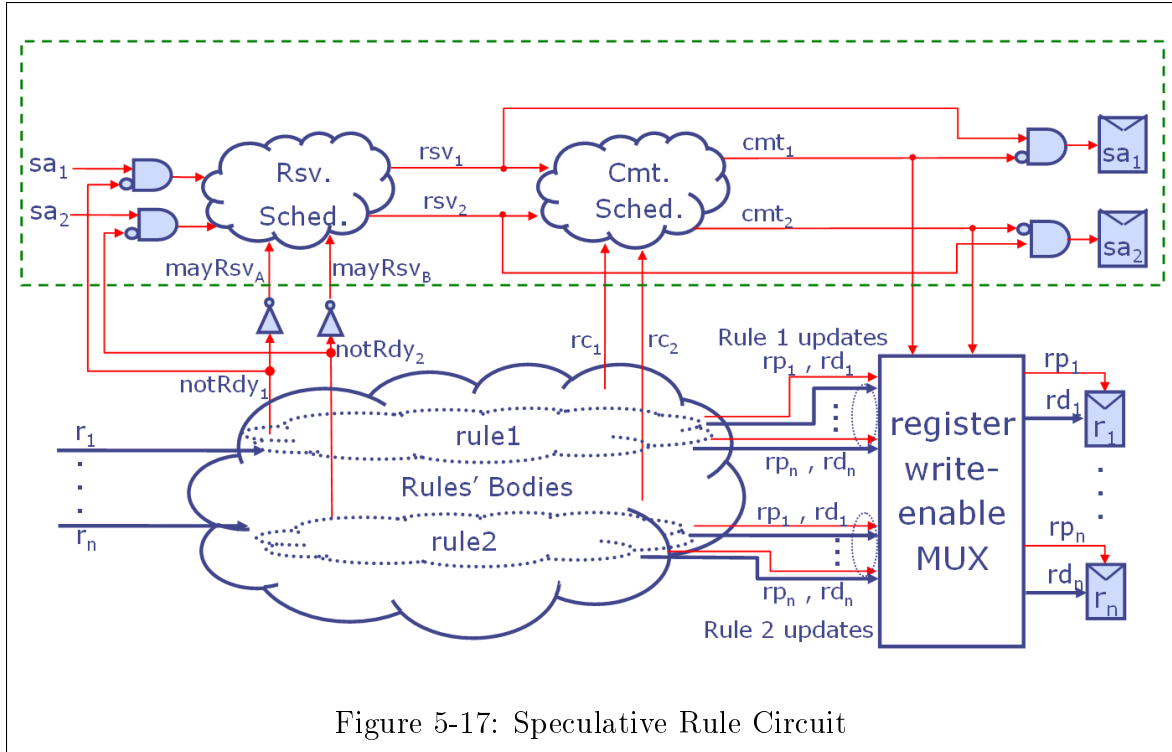 sa1
sa2
Rsv.
Sched.
rsv1
rsv2
Cmt.
Sched.
cmt1
cmt2
sa1
sa2
mayRsvA
mayRsvB
notRdy2
notRdy1
rc1
rc2
Rule 1 updates
rp1 , rd1
rpn , rdn
r1
rn
rule1
Rules' Bodies
rule2
rp1 , rd1
rpn , rdn
Rule 2 updates
register
write-
enable
MUX
rp1
rd1
r1
rpn
rdn
rn
Figure 5-17: Speculative Rule Circuit